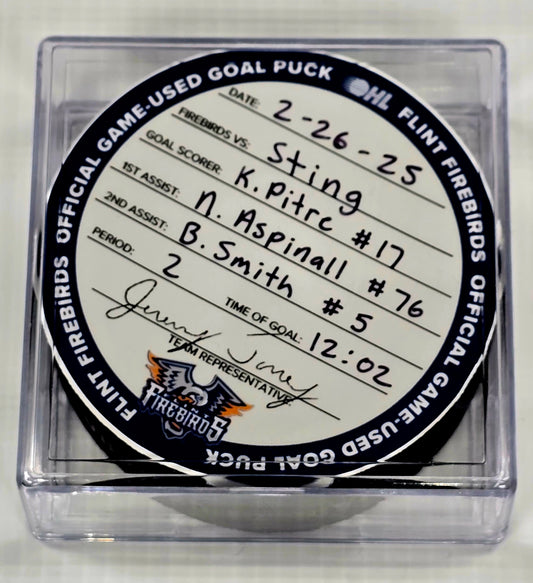 OFFICIAL GAME-USED GOAL PUCK
OHL FLINT FIREBIRDS
OFFICIAL GAME-USED GOAL PUCK
FLINT FIREBIRDS
DATE: 2-26-25
FIREBIRDS VS: Sting
GOAL SCORER: K. Pitre #17
1ST ASSIST: N. Aspinall #76
2ND ASSIST: B. Smith #5
PERIOD: 2 TIME OF GOAL: 12:02
Jeremy Torrey
TEAM REPRESENTATIVE:
FIREBIRDS